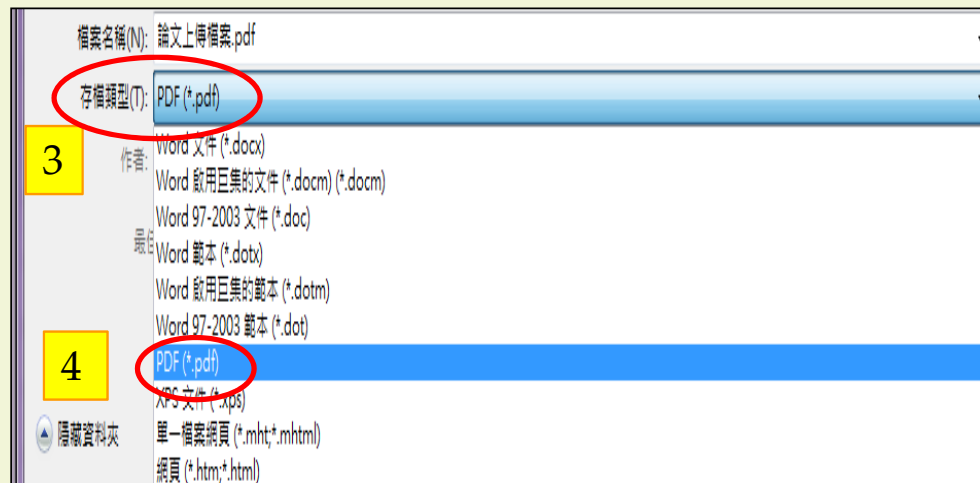 檔案名稱(N): 論文上傳檔案.pdf
存檔類型(T): PDF (*.pdf)
3
作者:
Word 文件 (*.docx)
Word 啟用巨集的文件 (*.docm) (*.docm)
Word 97-2003 文件 (*.doc)
最佳
Word 範本 (*.dotx)
Word 啟用巨集的範本 (*.dotm)
Word 97-2003 範本 (*.dot)
4
PDF (*.pdf)
XPS 文件 (*.xps)
隱藏資料夾
單一檔案網頁 (*.mht;*.mhtml)
網頁 (*.htm;*.html)